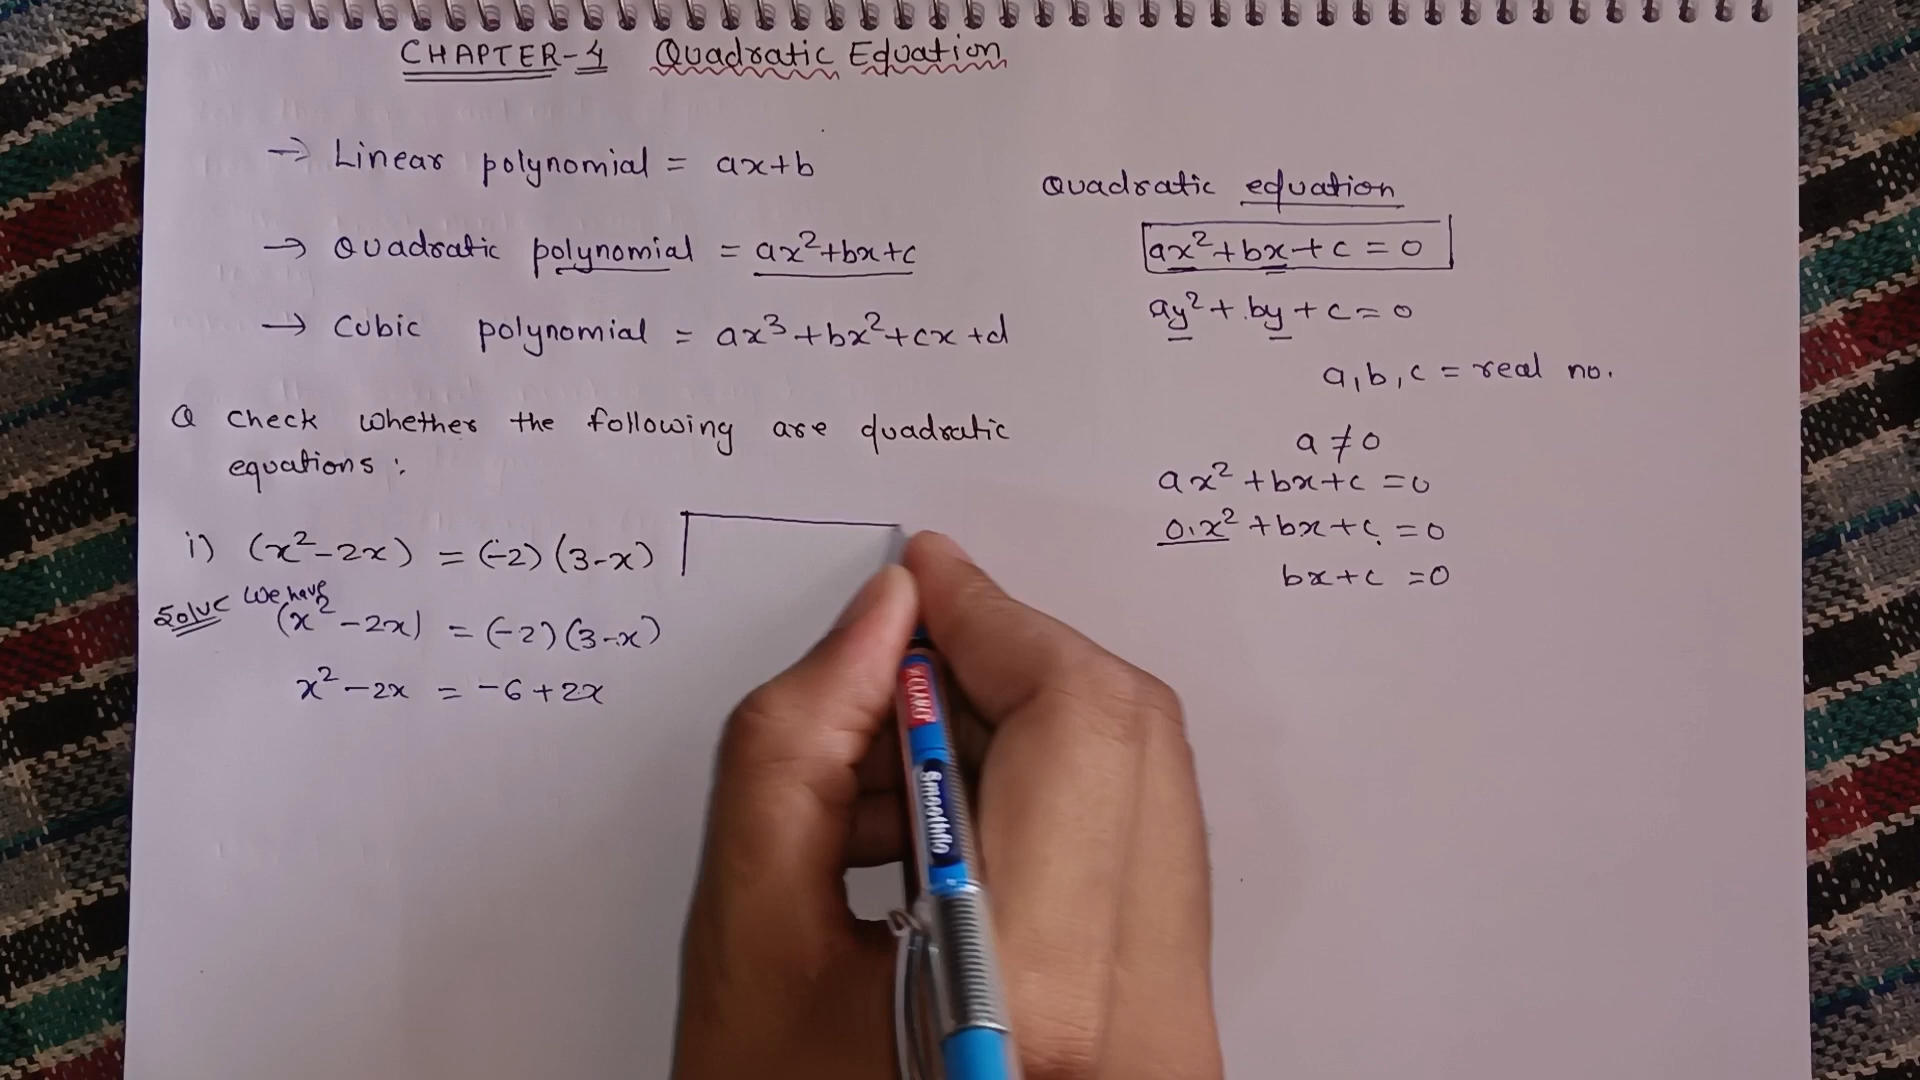 CHAPTER-4 Quadratic Equation
→ Linear polynomial = ax+b
→ Quadratic polynomial = ax²+bx+c
→ Cubic polynomial = ax³+bx²+cx+d
Q Check whether the following are quadratic
equations :
i) (x²-2x) = (-2)(3-x)
Solve We have
(x²-2x) = (-2)(3-x)
x²-2x = -6+2x
Quadratic equation
ax²+bx+c=0
ay²+by+c=0
a,b,c = real no.
a≠0
ax²+bx+c=0
0.x²+bx+c=0
bx+c=0
Smoothflo